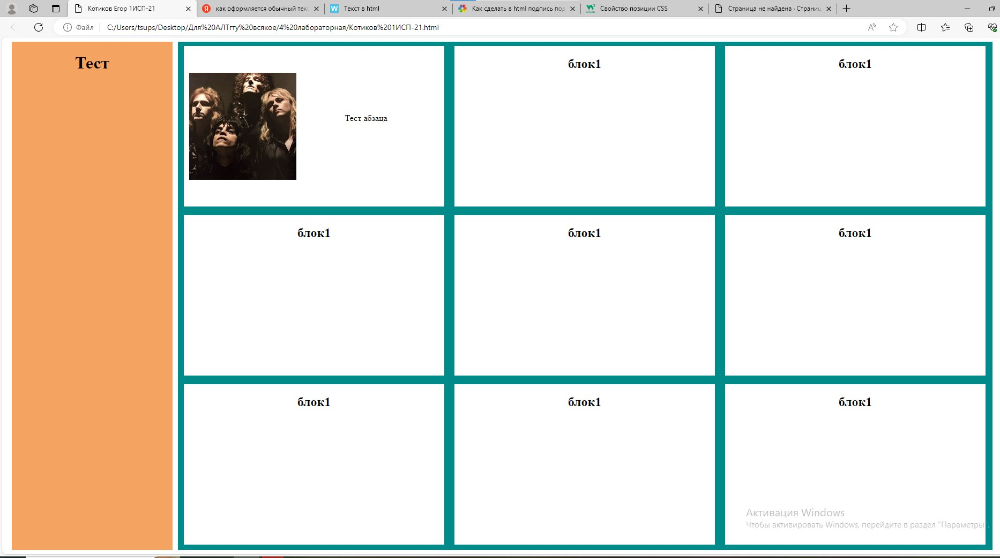 Котиков Егор 1ИСП-21
как оформляется обычный текс
Текст в html
Как сделать в html подпись под
Свойство позиции CSS
Страница не найдена · Страниц
Файл
C:/Users/tsups/Desktop/Для%20АЛТгту%20всякое/4%20лабораторная/Котиков%201ИСП-21.html
Тест
Тест абзаца
блок1
блок1
блок1
блок1
блок1
блок1
блок1
блок1
Активация Windows
Чтобы активировать Windows, перейдите в раздел "Параметры".